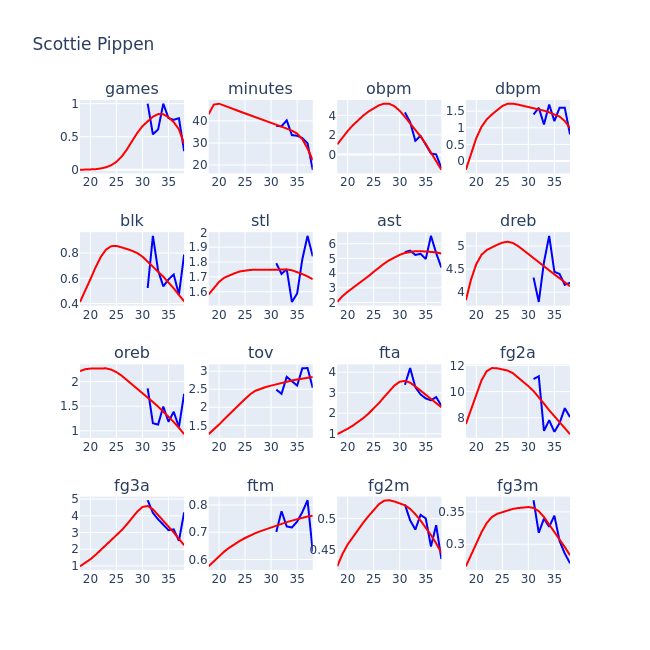 Scottie Pippen
games minutes obpm dbpm
1 0.5 0 40 30 20 4 2 0 1.5 1 0.5 0
20 25 30 35 20 25 30 35 20 25 30 35 20 25 30 35
blk stl ast dreb
0.8 0.6 0.4 2 1.9 1.8 1.7 1.6 6 5 4 3 2 5 4.5 4
20 25 30 35 20 25 30 35 20 25 30 35 20 25 30 35
oreb tov fta fg2a
2 1.5 1 3 2.5 2 1.5 4 3 2 1 12 10 8
20 25 30 35 20 25 30 35 20 25 30 35 20 25 30 35
fg3a ftm fg2m fg3m
5 4 3 2 1 0.8 0.7 0.6 0.5 0.45 0.35 0.3
20 25 30 35 20 25 30 35 20 25 30 35 20 25 30 35